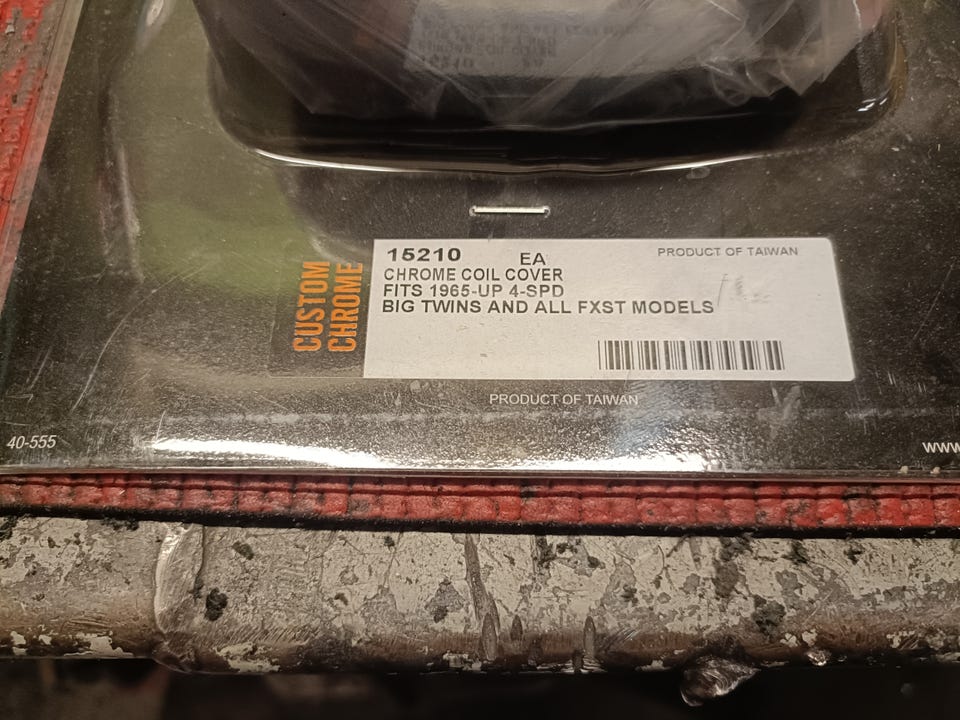 CUSTOM
CHROME
15210 EA
PRODUCT OF TAIWAN
CHROME COIL COVER
FITS 1965-UP 4-SPD
BIG TWINS AND ALL FXST MODELS
PRODUCT OF TAIWAN
40-555
www